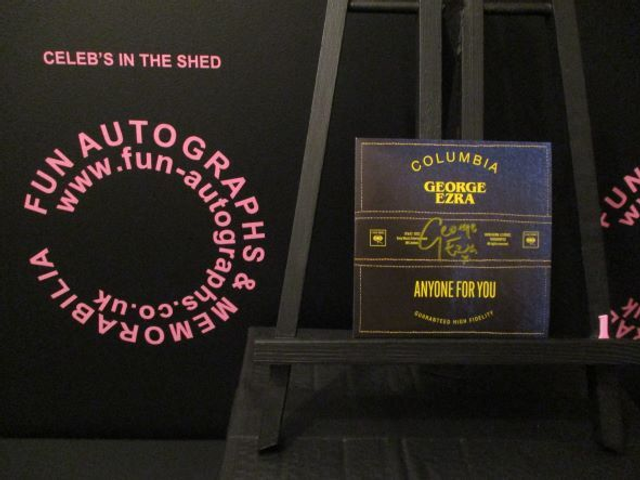 CELEB'S IN THE SHED
FUN AUTOGRAPHS & MEMORABILIA
www.fun-autographs.co.uk
COLUMBIA
GEORGE
EZRA
George
Ezra
ANYONE FOR YOU
GUARANTEED HIGH FIDELITY